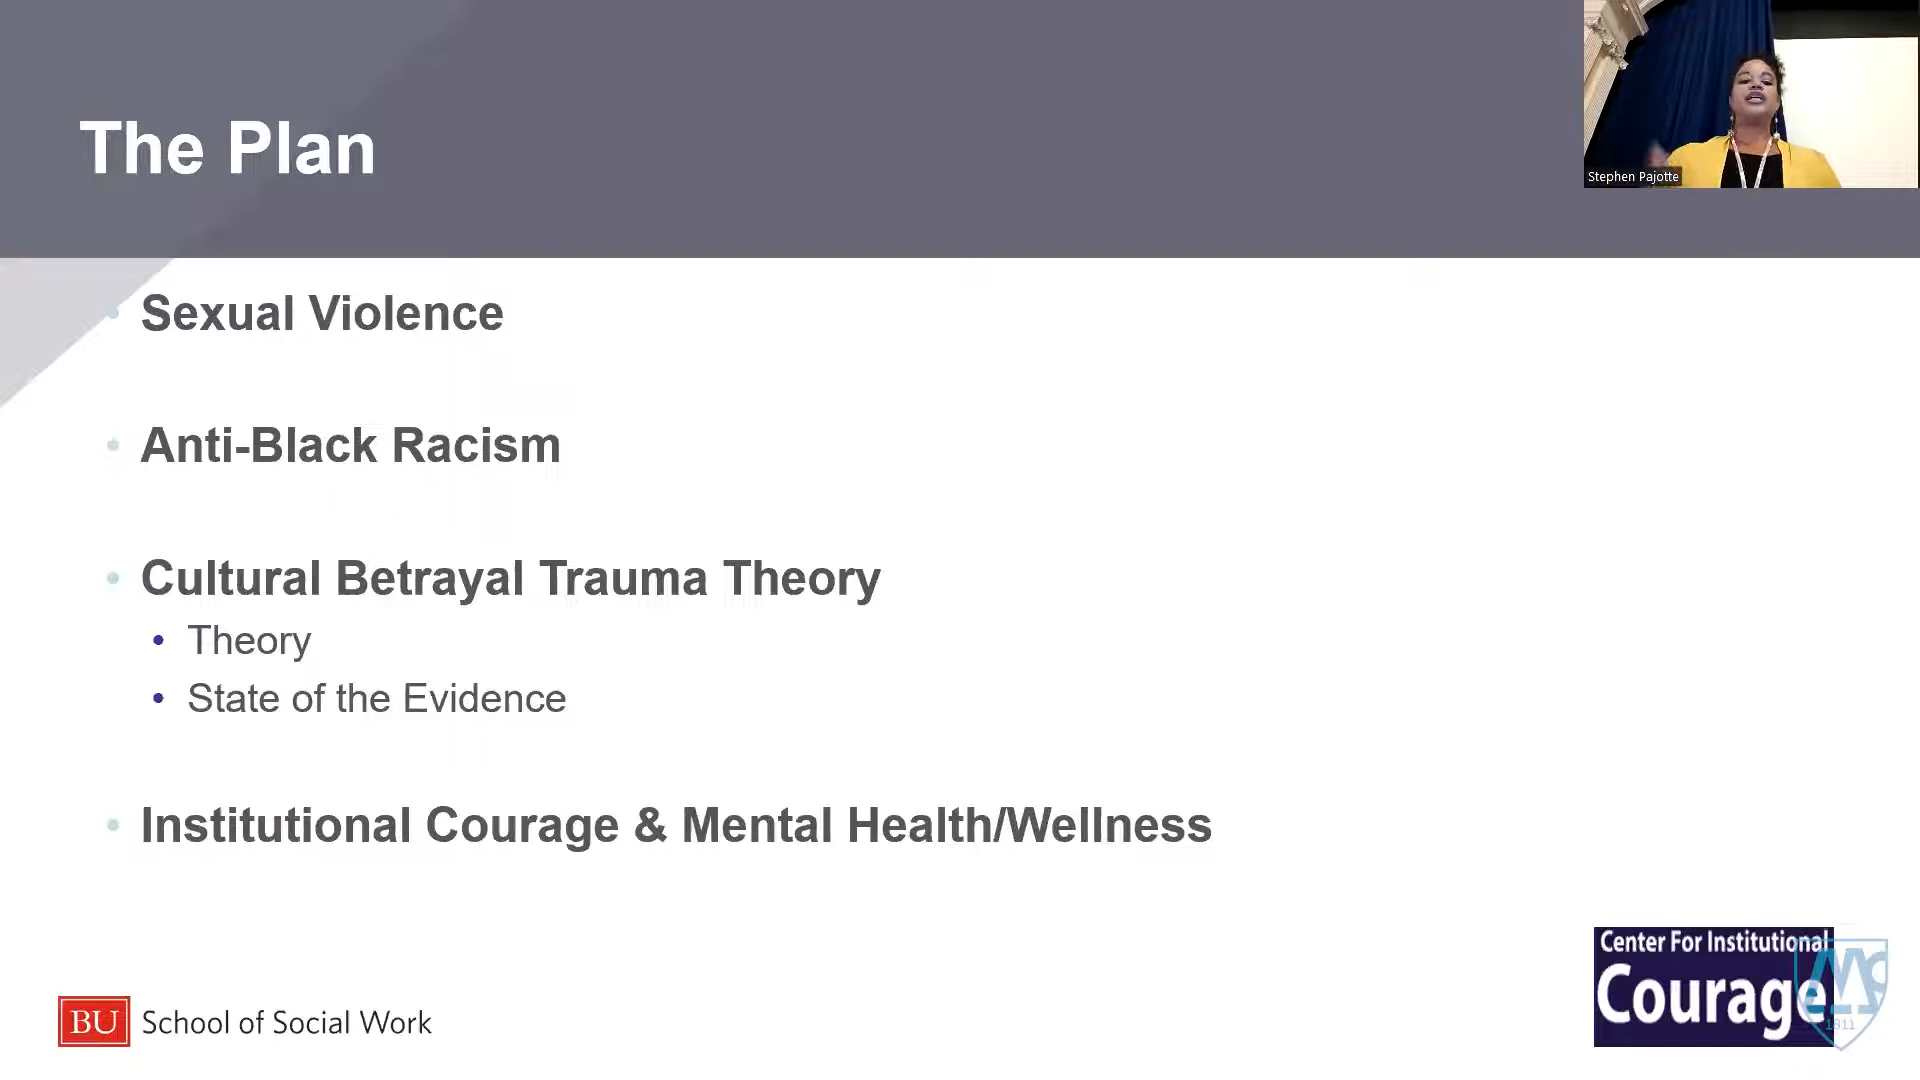 The Plan
Stephen Pajotte
Sexual Violence
Anti-Black Racism
Cultural Betrayal Trauma Theory
Theory
State of the Evidence
Institutional Courage & Mental Health/Wellness
BU School of Social Work
Center For Institutional
Courage
1811